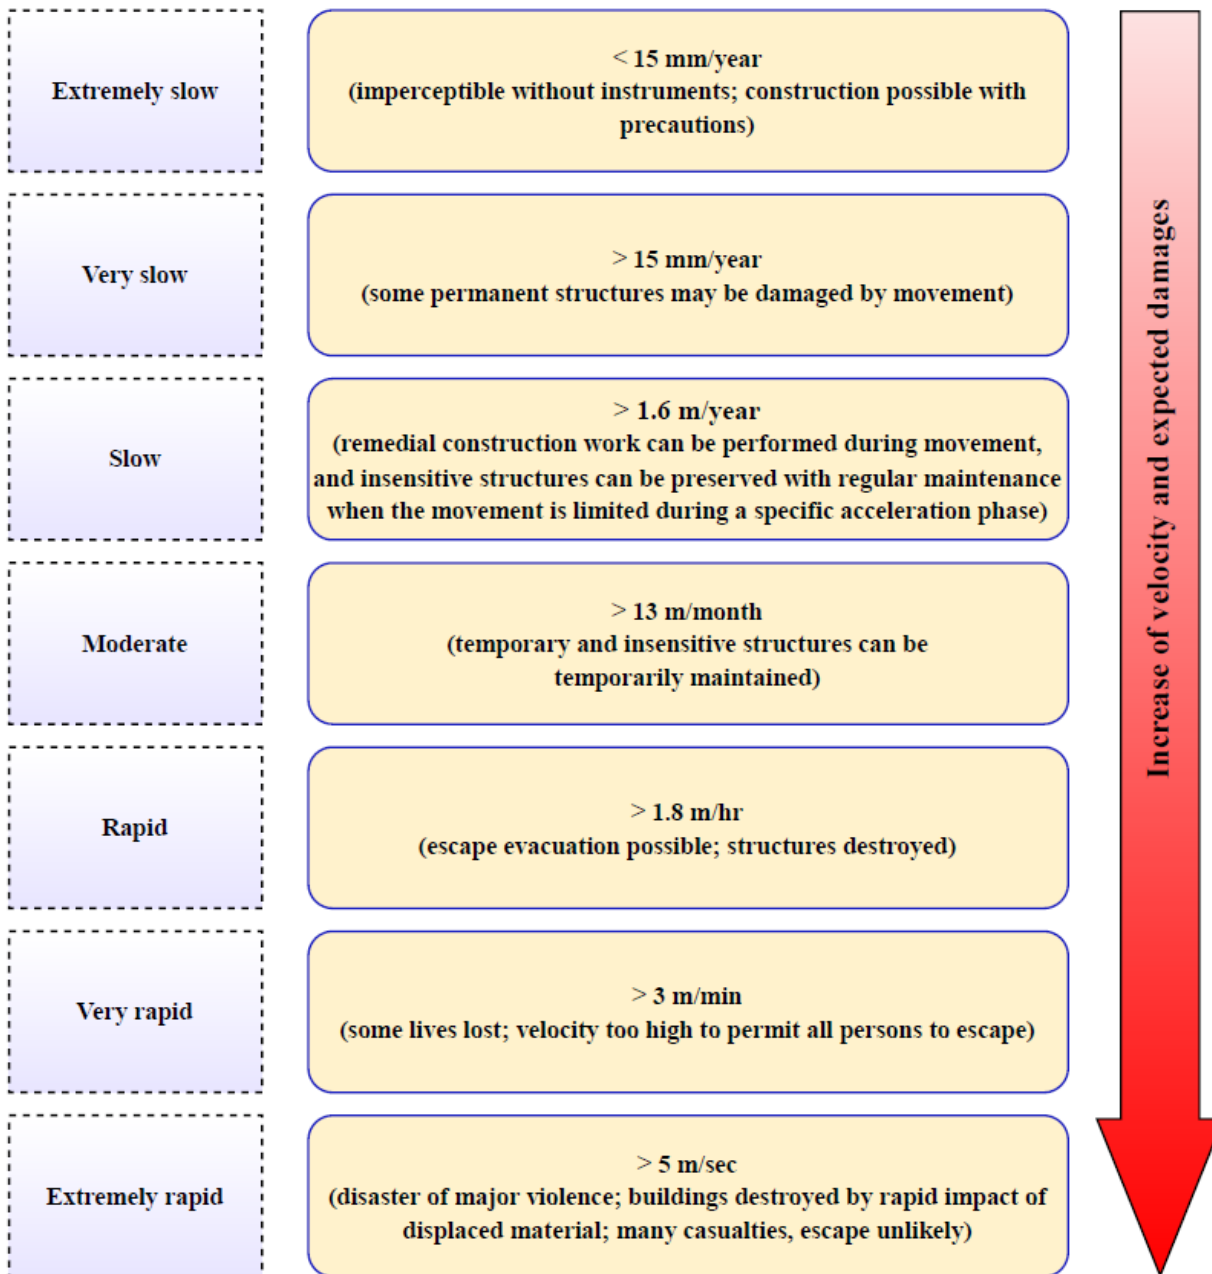 Extremely slow
< 15 mm/year
(imperceptible without instruments; construction possible with
precautions)
Very slow
> 15 mm/year
(some permanent structures may be damaged by movement)
Slow
> 1.6 m/year
(remedial construction work can be performed during movement,
and insensitive structures can be preserved with regular maintenance
when the movement is limited during a specific acceleration phase)
Moderate
> 13 m/month
(temporary and insensitive structures can be
temporarily maintained)
Rapid
> 1.8 m/hr
(escape evacuation possible; structures destroyed)
Very rapid
> 3 m/min
(some lives lost; velocity too high to permit all persons to escape)
Extremely rapid
> 5 m/sec
(disaster of major violence; buildings destroyed by rapid impact of
displaced material; many casualties, escape unlikely)
Increase of velocity and expected damages